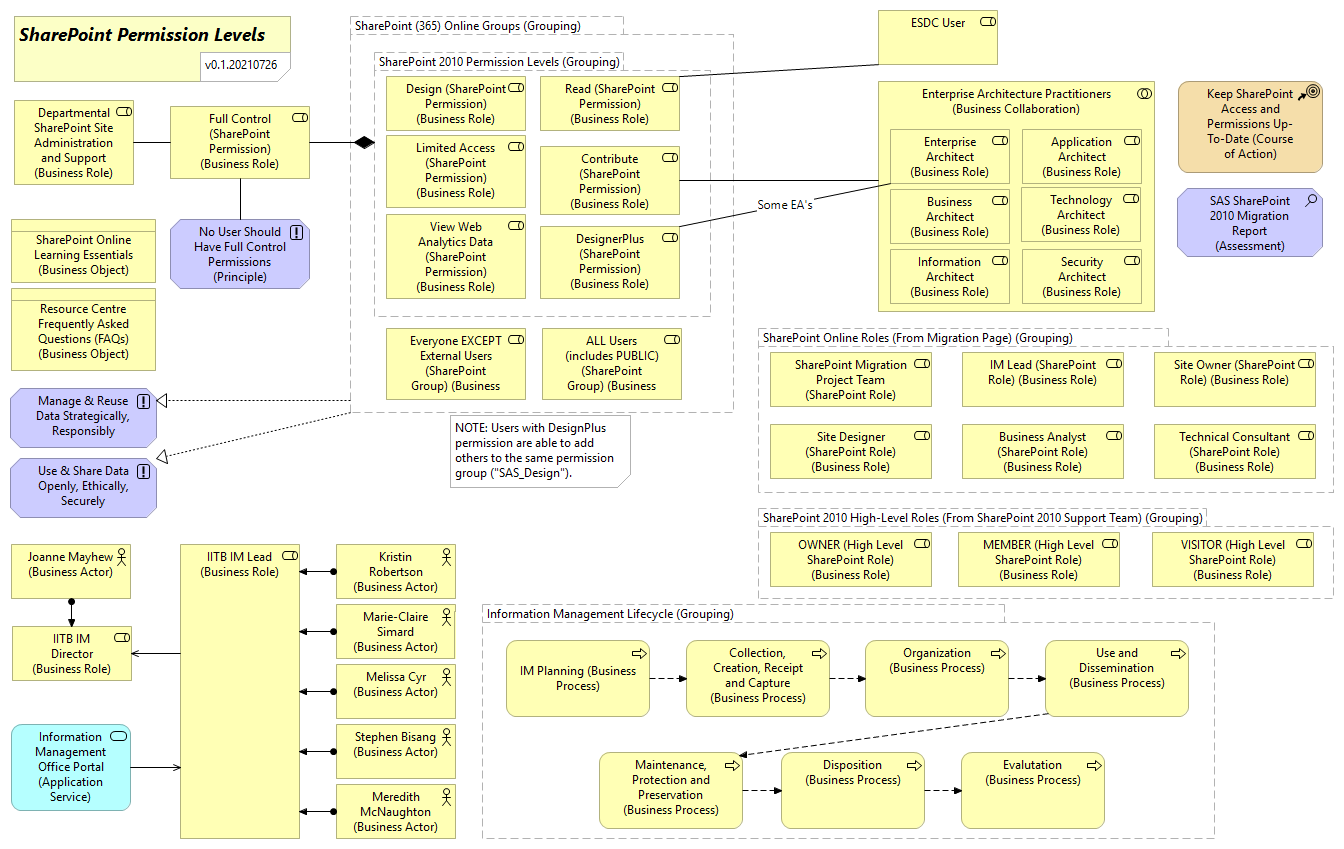 SharePoint Permission Levels
v0.1.20210726
Departmental
SharePoint Site
Administration
and Support
(Business Role)
Full Control
(SharePoint
Permission)
(Business Role)
No User Should
Have Full Control
Permissions
(Principle)
SharePoint Online
Learning Essentials
(Business Object)
Resource Centre
Frequently Asked
Questions (FAQs)
(Business Object)
Manage & Reuse
Data Strategically,
Responsibly
Use & Share Data
Openly, Ethically,
Securely
SharePoint (365) Online Groups (Grouping)
SharePoint 2010 Permission Levels (Grouping)
Design (SharePoint
Permission)
(Business Role)
Read (SharePoint
Permission)
(Business Role)
Limited Access
(SharePoint
Permission)
(Business Role)
Contribute
(SharePoint
Permission)
(Business Role)
View Web
Analytics Data
(SharePoint
Permission)
(Business Role)
DesignerPlus
(SharePoint
Permission)
(Business Role)
Everyone EXCEPT
External Users
(SharePoint
Group) (Business
ALL Users
(includes PUBLIC)
(SharePoint
Group) (Business
NOTE: Users with DesignPlus
permission are able to add
others to the same permission
group ("SAS_Design").
Some EA's
ESDC User
Enterprise Architecture Practitioners
(Business Collaboration)
Enterprise
Architect
(Business Role)
Application
Architect
(Business Role)
Business
Architect
(Business Role)
Technology
Architect
(Business Role)
Information
Architect
(Business Role)
Security
Architect
(Business Role)
Keep SharePoint
Access and
Permissions Up-
To-Date (Course
of Action)
SAS SharePoint
2010 Migration
Report
(Assessment)
SharePoint Online Roles (From Migration Page) (Grouping)
SharePoint Migration
Project Team
(SharePoint Role)
IM Lead (SharePoint
Role) (Business Role)
Site Owner (SharePoint
Role) (Business Role)
Site Designer
(SharePoint Role)
(Business Role)
Business Analyst
(SharePoint Role)
(Business Role)
Technical Consultant
(SharePoint Role)
(Business Role)
SharePoint 2010 High-Level Roles (From SharePoint 2010 Support Team) (Grouping)
OWNER (High Level
SharePoint Role)
(Business Role)
MEMBER (High Level
SharePoint Role)
(Business Role)
VISITOR (High Level
SharePoint Role)
(Business Role)
Joanne Mayhew
(Business Actor)
IITB IM
Director
(Business Role)
Information
Management
Office Portal
(Application
Service)
IITB IM Lead
(Business Role)
Kristin
Robertson
(Business Actor)
Marie-Claire
Simard
(Business Actor)
Melissa Cyr
(Business Actor)
Stephen Bisang
(Business Actor)
Meredith
McNaughton
(Business Actor)
Information Management Lifecycle (Grouping)
IM Planning (Business
Process)
Collection,
Creation, Receipt
and Capture
(Business Process)
Organization
(Business Process)
Use and
Dissemination
(Business Process)
Maintenance,
Protection and
Preservation
(Business Process)
Disposition
(Business Process)
Evalutation
(Business Process)